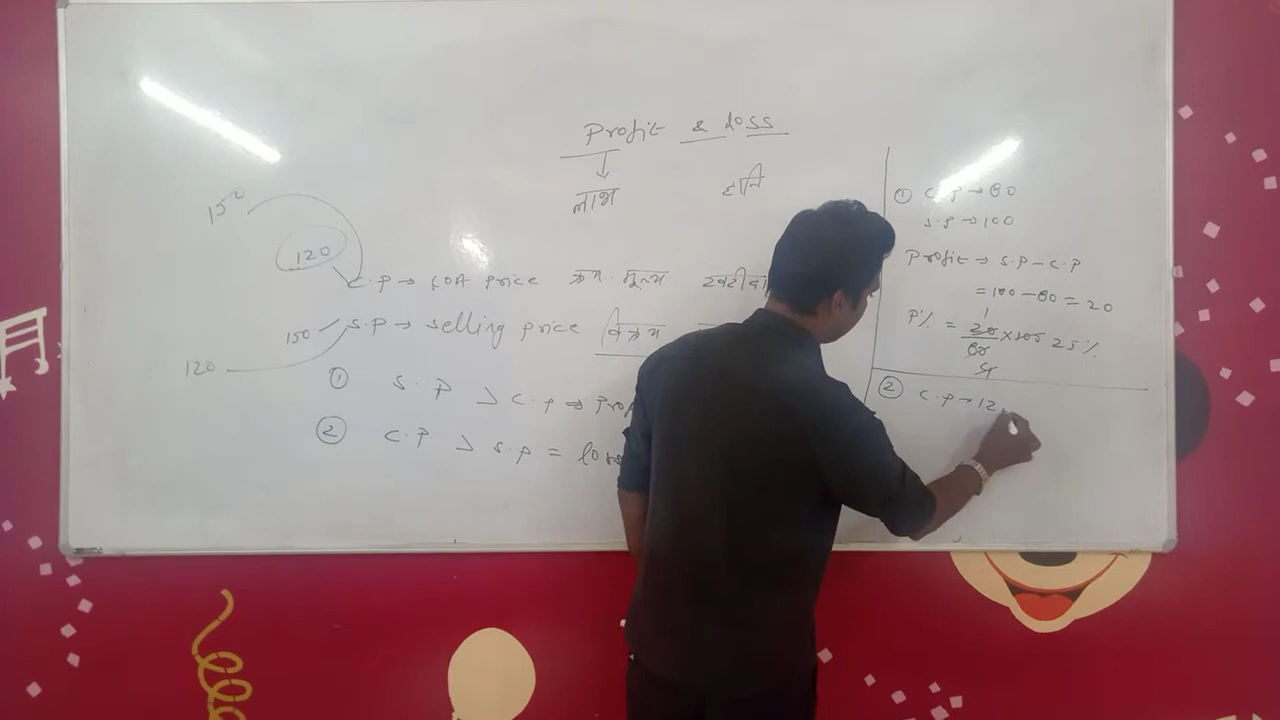 Profit & loss
↓
लाभ हानि
150
120
C.P → cost price क्रय मूल्य
150 S.P → selling price विक्रय
120
① S.P > C.P ⇒
② C.P > S.P =
① C.P → 80
S.P → 100
Profit → S.P - C.P
= 100 - 80 = 20
P% = 20/80 × 100 25%
② C.P → 12